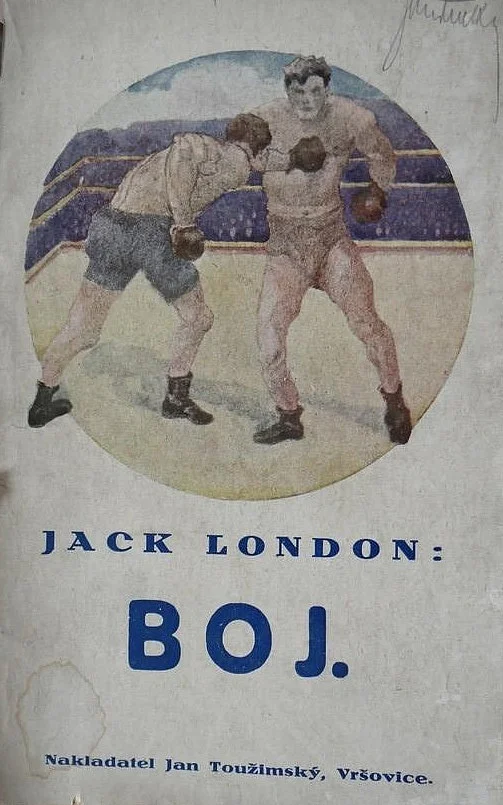 JACK LONDON:
BOJ.
Nakladatel Jan Toužimský, Vršovice.